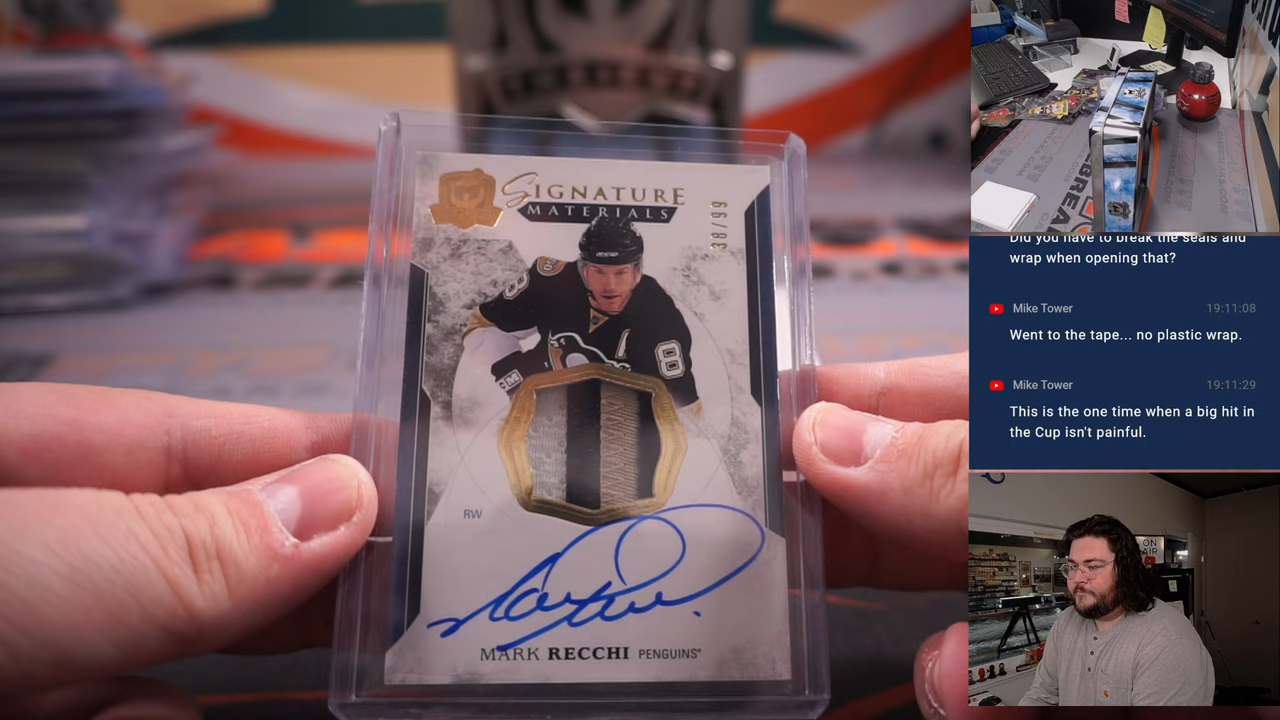 SIGNATURE
MATERIALS
38/99
8
8
A
RW
MARK RECCHI PENGUINS
Did you have to break the seals and
wrap when opening that?
Mike Tower 19:11:08
Went to the tape... no plastic wrap.
Mike Tower 19:11:29
This is the one time when a big hit in
the Cup isn't painful.
ON
AIR